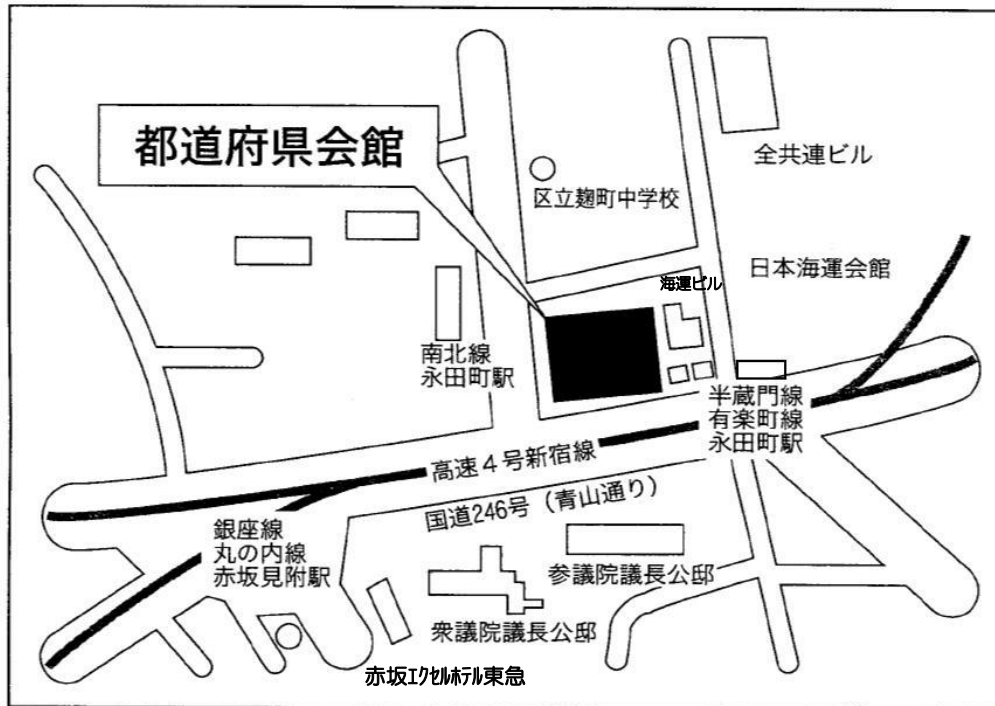 都道府県会館
全共連ビル
区立麹町中学校
日本海運会館
海運ビル
南北線
永田町駅
半蔵門線
有楽町線
永田町駅
高速4号新宿線
国道246号（青山通り）
銀座線
丸の内線
赤坂見附駅
参議院議長公邸
衆議院議長公邸
赤坂ｴｸｾﾙﾎﾃﾙ東急